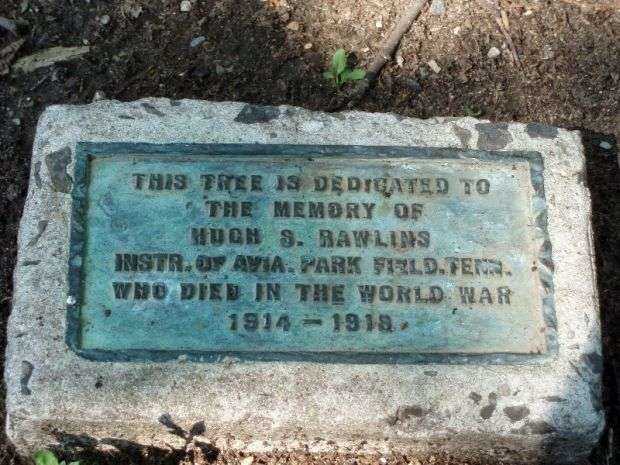 THIS TREE IS DEDICATED TO
THE MEMORY OF
HUGH S. RAWLINS
INSTR. OF AVIA. PARK FIELD. TENN.
WHO DIED IN THE WORLD WAR
1914 - 1918.